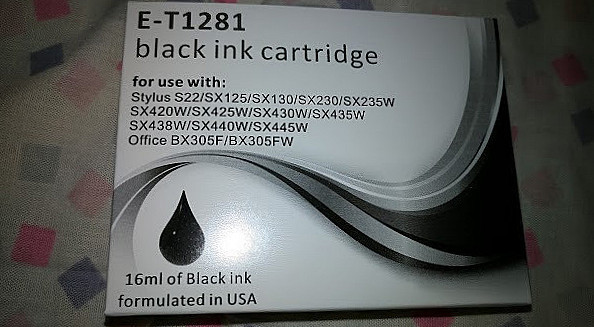 E-T1281
black ink cartridge
for use with:
Stylus S22/SX125/SX130/SX230/SX235W
SX420W/SX425W/SX430W/SX435W
SX438W/SX440W/SX445W
Office BX305F/BX305FW
16ml of Black ink
formulated in USA